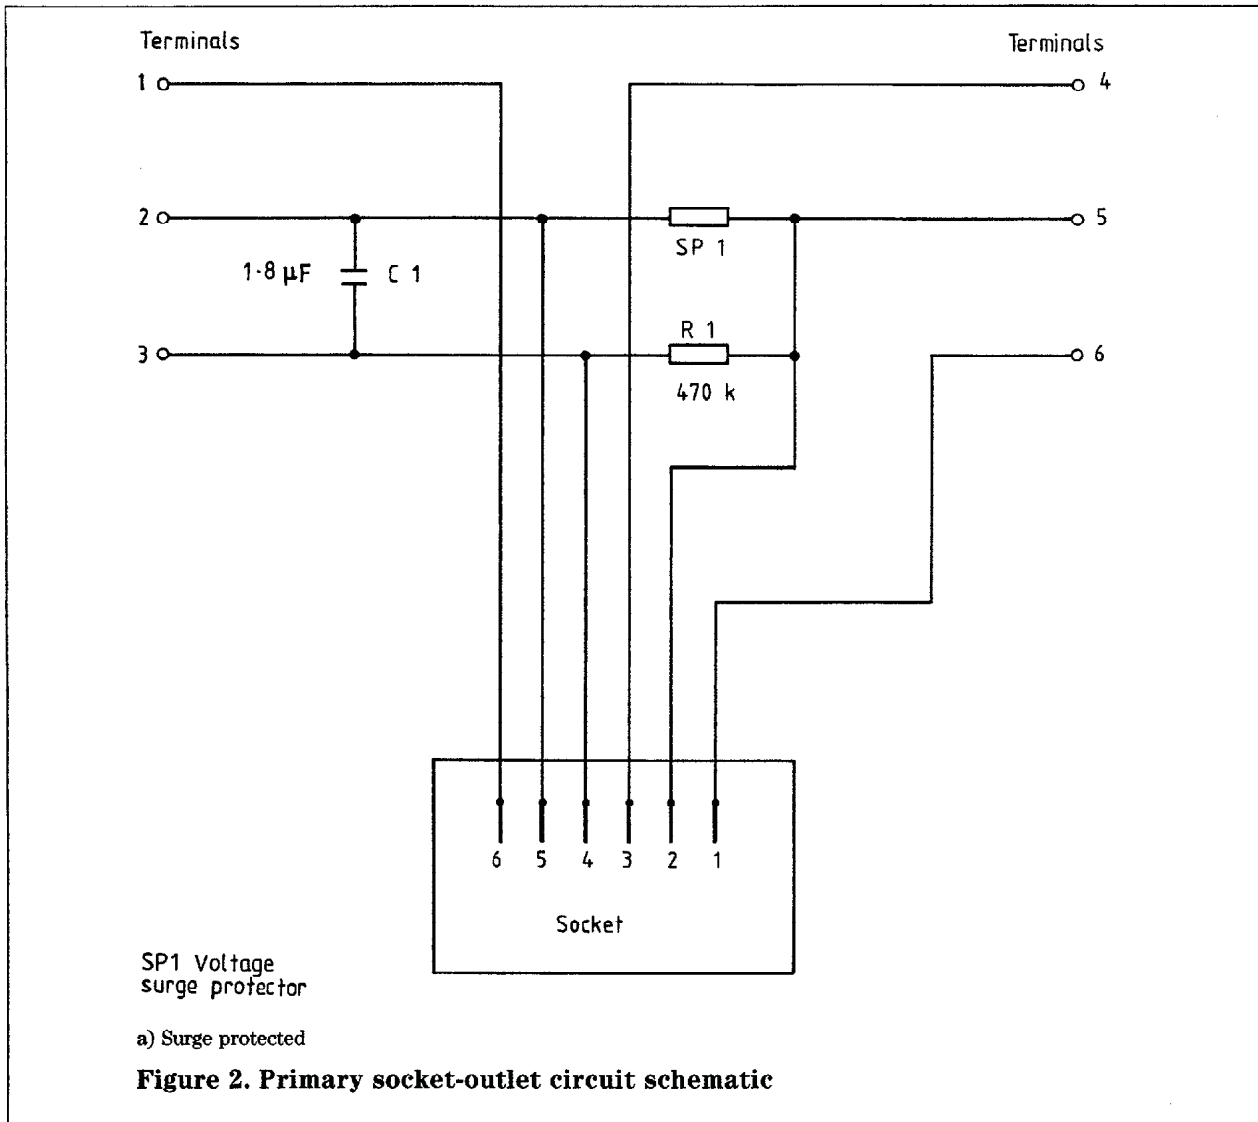 Terminals
Terminals
1
4
2
5
SP 1
1·8 µF
C 1
R 1
3
6
470 k
6 5 4 3 2 1
Socket
SP1 Voltage
surge protector
a) Surge protected
Figure 2. Primary socket-outlet circuit schematic